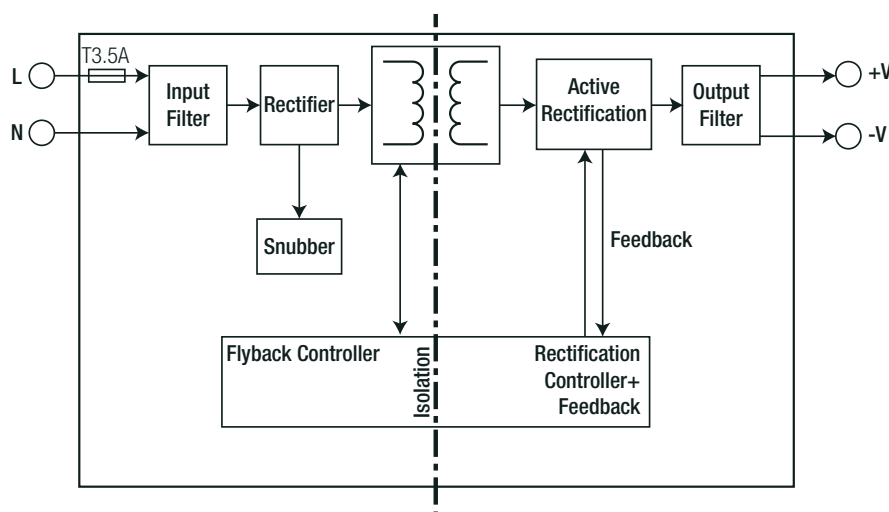 T3.5A
L
N
Input
Filter
Rectifier
Snubber
Active
Rectification
Output
Filter
+V
-V
Feedback
Flyback Controller
Isolation
Rectification
Controller+
Feedback